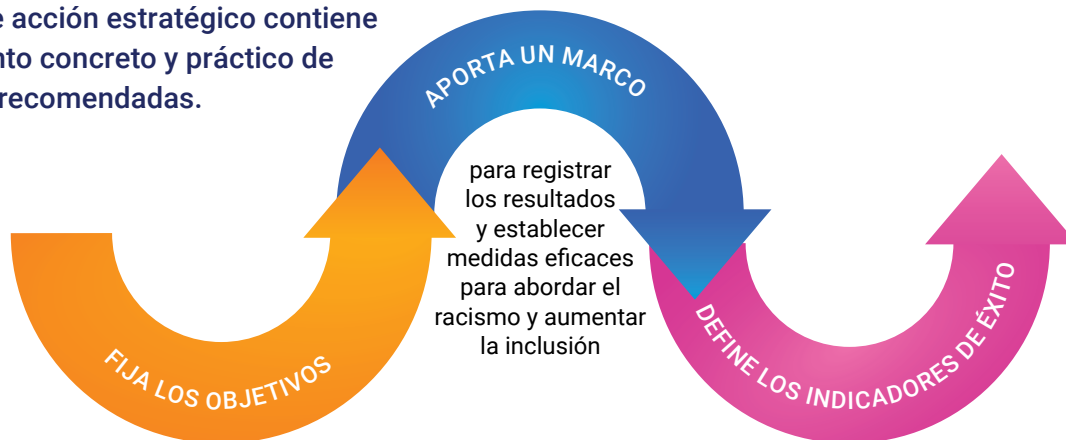 acción estratégico contiene
concreto y práctico de
recomendadas.
FIJA LOS OBJETIVOS
APORTA UN MARCO
para registrar
los resultados
y establecer
medidas eficaces
para abordar el
racismo y aumentar
la inclusión
DEFINE LOS INDICADORES DE ÉXITO